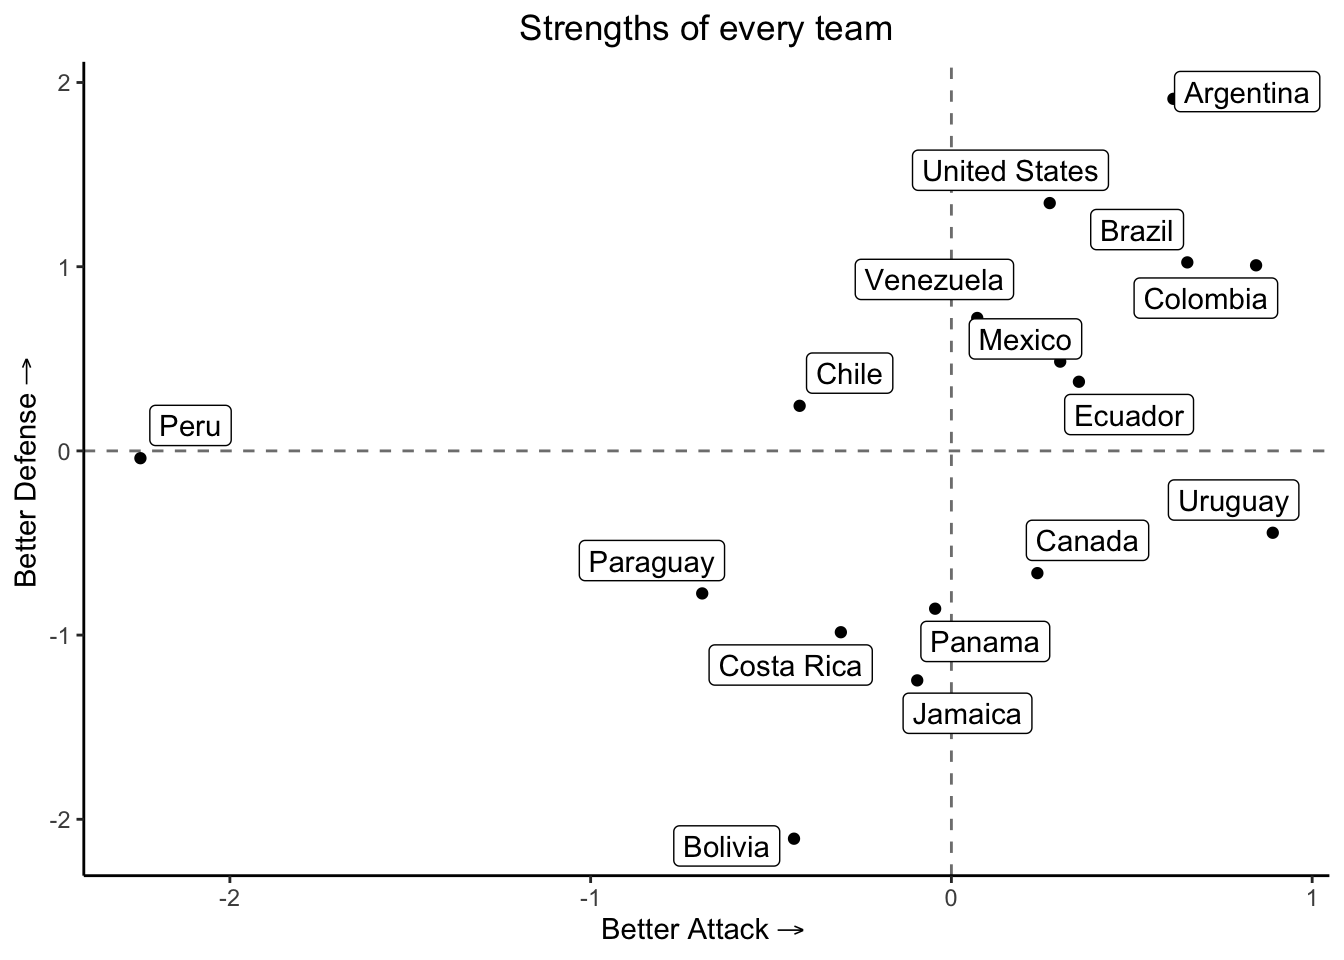 Strengths of every team
2
Argentina
United States
Brazil
1
Venezuela
Colombia
Mexico
Chile
Ecuador
Peru
0
Better Defense →
Uruguay
Canada
Paraguay
-1
Panama
Costa Rica
Jamaica
-2
Bolivia
-2 -1 0 1
Better Attack →